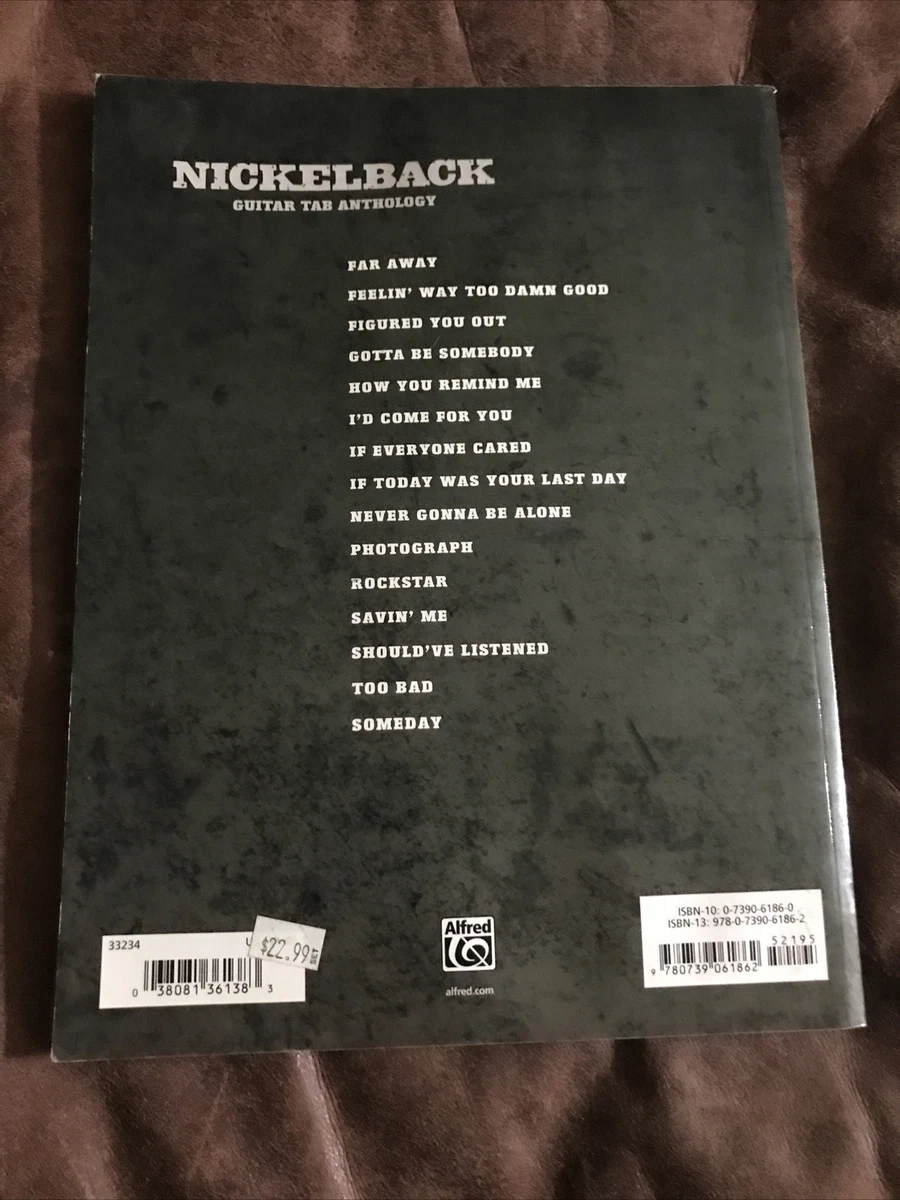 NICKELBACK
GUITAR TAB ANTHOLOGY
FAR AWAY
FEELIN' WAY TOO DAMN GOOD
FIGURED YOU OUT
GOTTA BE SOMEBODY
HOW YOU REMIND ME
I'D COME FOR YOU
IF EVERYONE CARED
IF TODAY WAS YOUR LAST DAY
NEVER GONNA BE ALONE
PHOTOGRAPH
ROCKSTAR
SAVIN' ME
SHOULD'VE LISTENED
TOO BAD
SOMEDAY
33234
$22.99
0 38081 36138 3
Alfred
alfred.com
ISBN-10: 0-7390-6186-0
ISBN-13: 978-0-7390-6186-2
52195
9 780739 061862